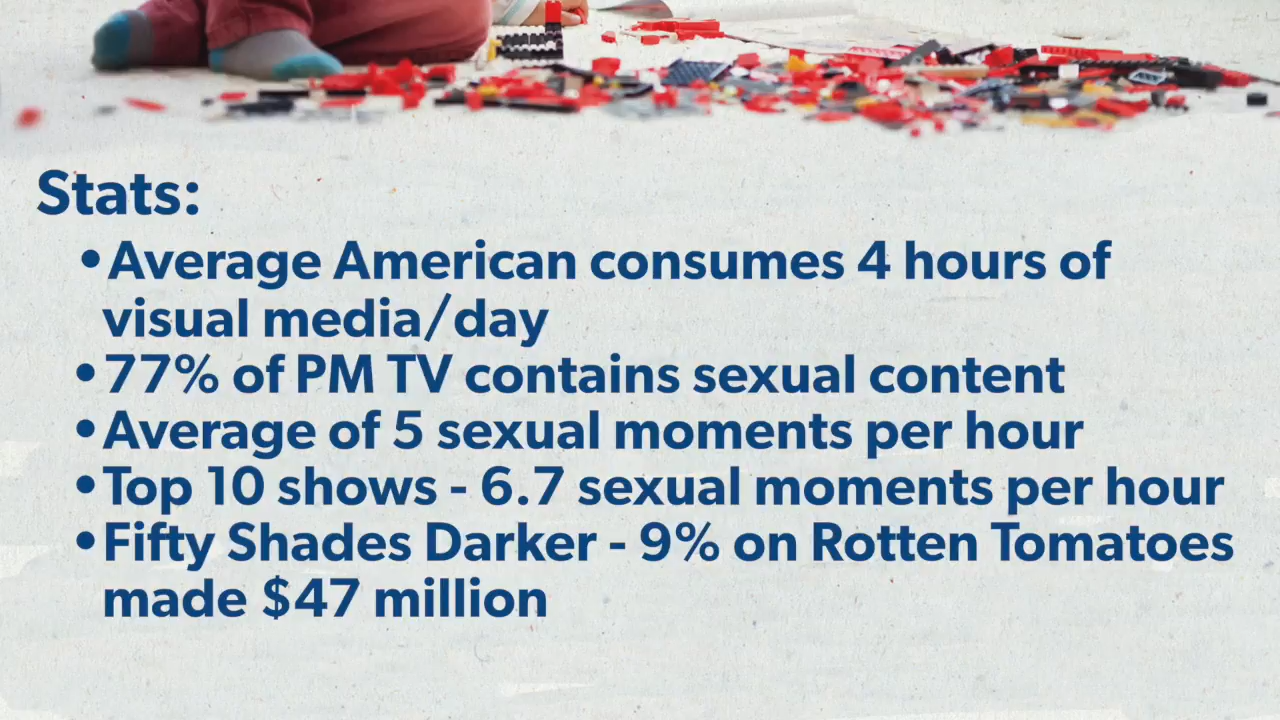 Stats:
•Average American consumes 4 hours of
visual media/day
•77% of PM TV contains sexual content
•Average of 5 sexual moments per hour
•Top 10 shows - 6.7 sexual moments per hour
•Fifty Shades Darker - 9% on Rotten Tomatoes
made $47 million